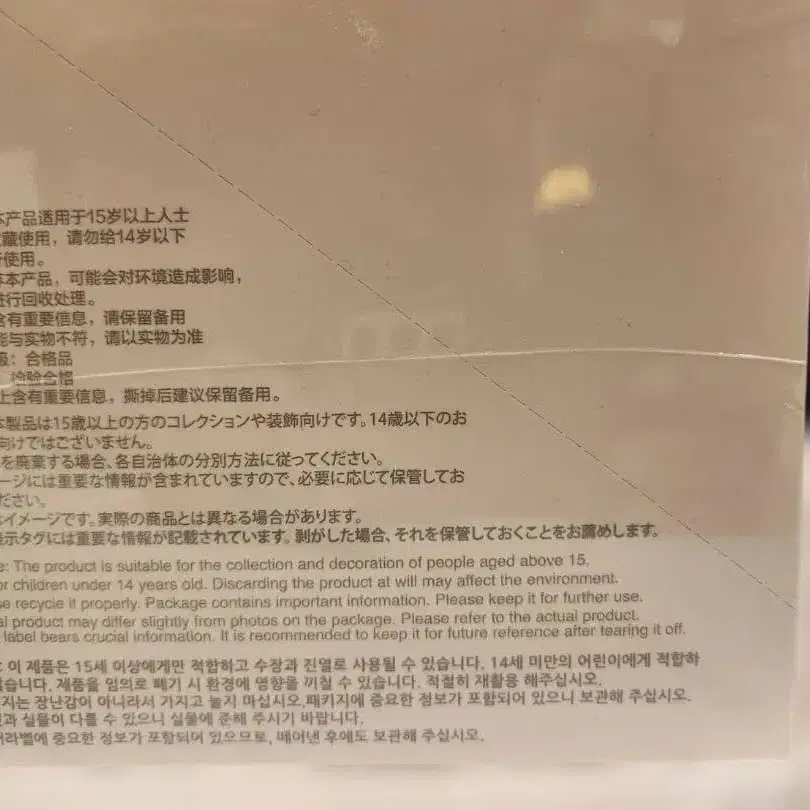 本产品适用于15岁以上人士
藏使用，请勿给14岁以下
使用。
本产品，可能会对环境造成影响，
进行回收处理。
含有重要信息，请保留备用
能与实物不符，请以实物为准
级：合格品
：检验合格
上含有重要信息，撕掉后建议保留备用。
本製品は15歳以上の方のコレクションや装飾向けです。14歳以下のお
向けではございません。
を廃棄する場合、各自治体の分別方法に従ってください。
ージには重要な情報が含まれていますので、必要に応じて保管してお
ださい。
はイメージです。実際の商品とは異なる場合があります。
表示タグには重要な情報が記載されています。剥がした場合、それを保管しておくことをお薦めします。
e: The product is suitable for the collection and decoration of people aged above 15.
or children under 14 years old. Discarding the product at will may affect the environment.
se recycle it properly. Package contains important information. Please keep it for further use.
al product may differ slightly from photos on the package. Please refer to the actual product.
label bears crucial information. It is recommended to keep it for future reference after tearing it off.
: 이 제품은 15세 이상에게만 적합하고 수장과 진열로 사용될 수 있습니다. 14세 미만의 어린이에게 적합하
않습니다. 제품을 임의로 폐기 시 환경에 영향을 끼칠 수 있습니다. 적절히 재활용 해주십시오.
지는 장난감이 아니라서 가지고 놀지 마십시오.패키지에 중요한 정보가 포함되어 있으니 보관해 주십시오.
과 실물이 다를 수 있으니 실물에 준해 주시기 바랍니다.
라벨에 중요한 정보가 포함되어 있으므로, 떼어낸 후에도 보관해 주십시오.